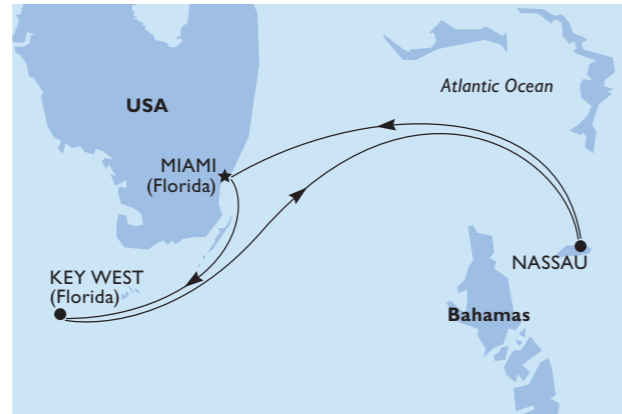 Atlantic Ocean
USA
MIAMI
(Florida)
NASSAU
KEY WEST
(Florida)
Bahamas